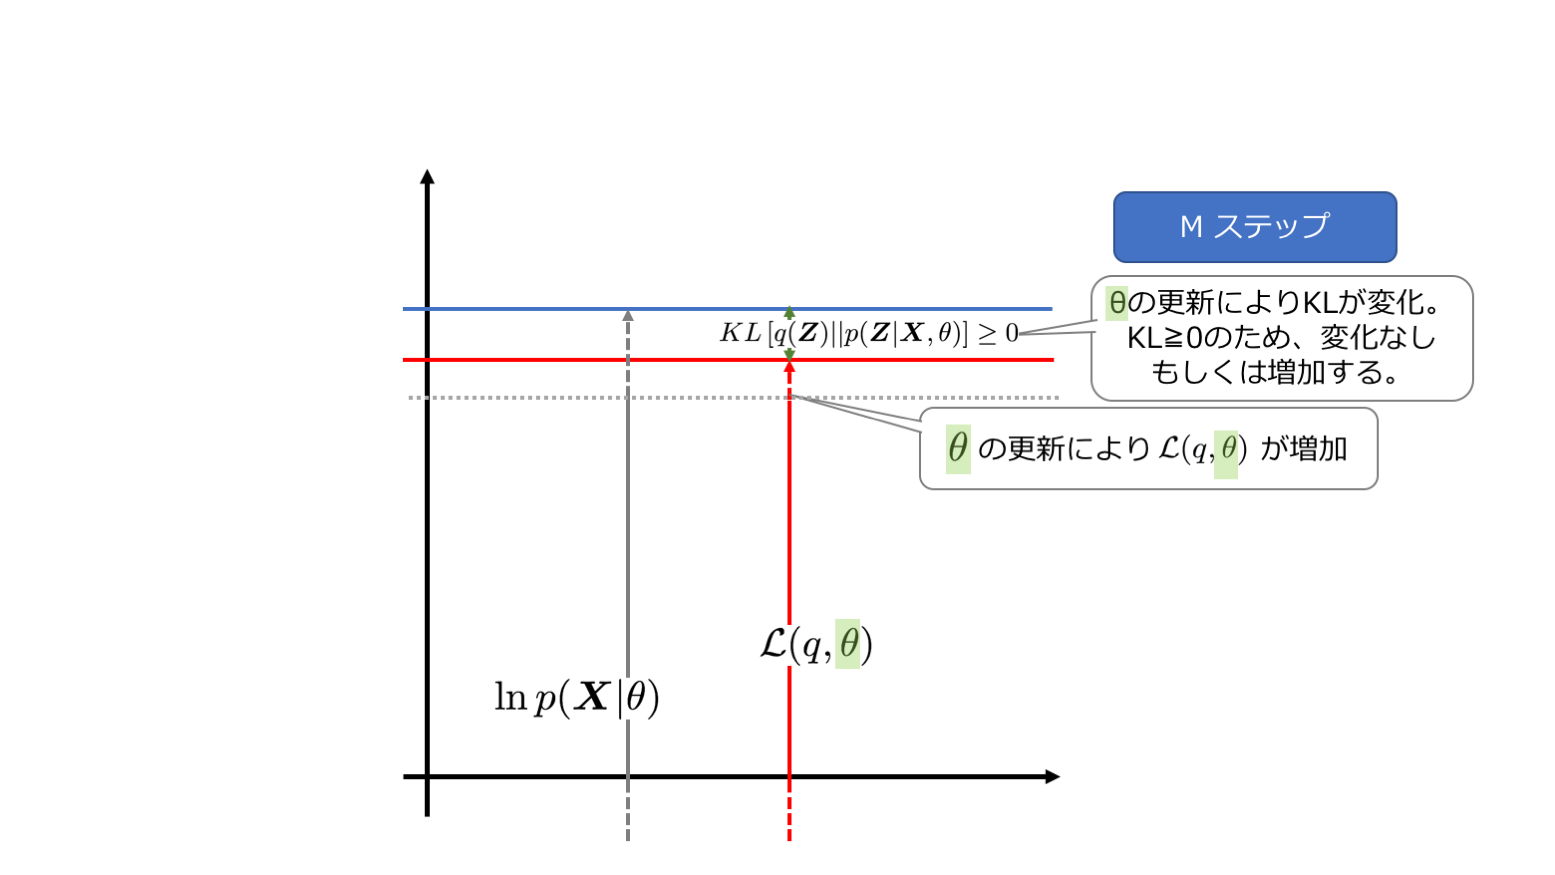 M ステップ
θの更新によりKLが変化。
KL≧0のため、変化なし
もしくは増加する。
KL [q(Z)||p(Z|X, θ)] ≥ 0
θ の更新により ℒ(q, θ) が増加
ℒ(q, θ)
ln p(X|θ)